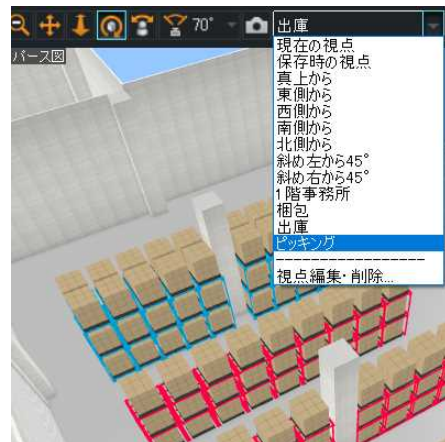 70°
出庫
パース図
現在の視点
保存時の視点
真上から
東側から
西側から
南側から
北側から
斜め左から45°
斜め右から45°
1階事務所
梱包
出庫
ピッキング
-----------------
視点編集・削除...